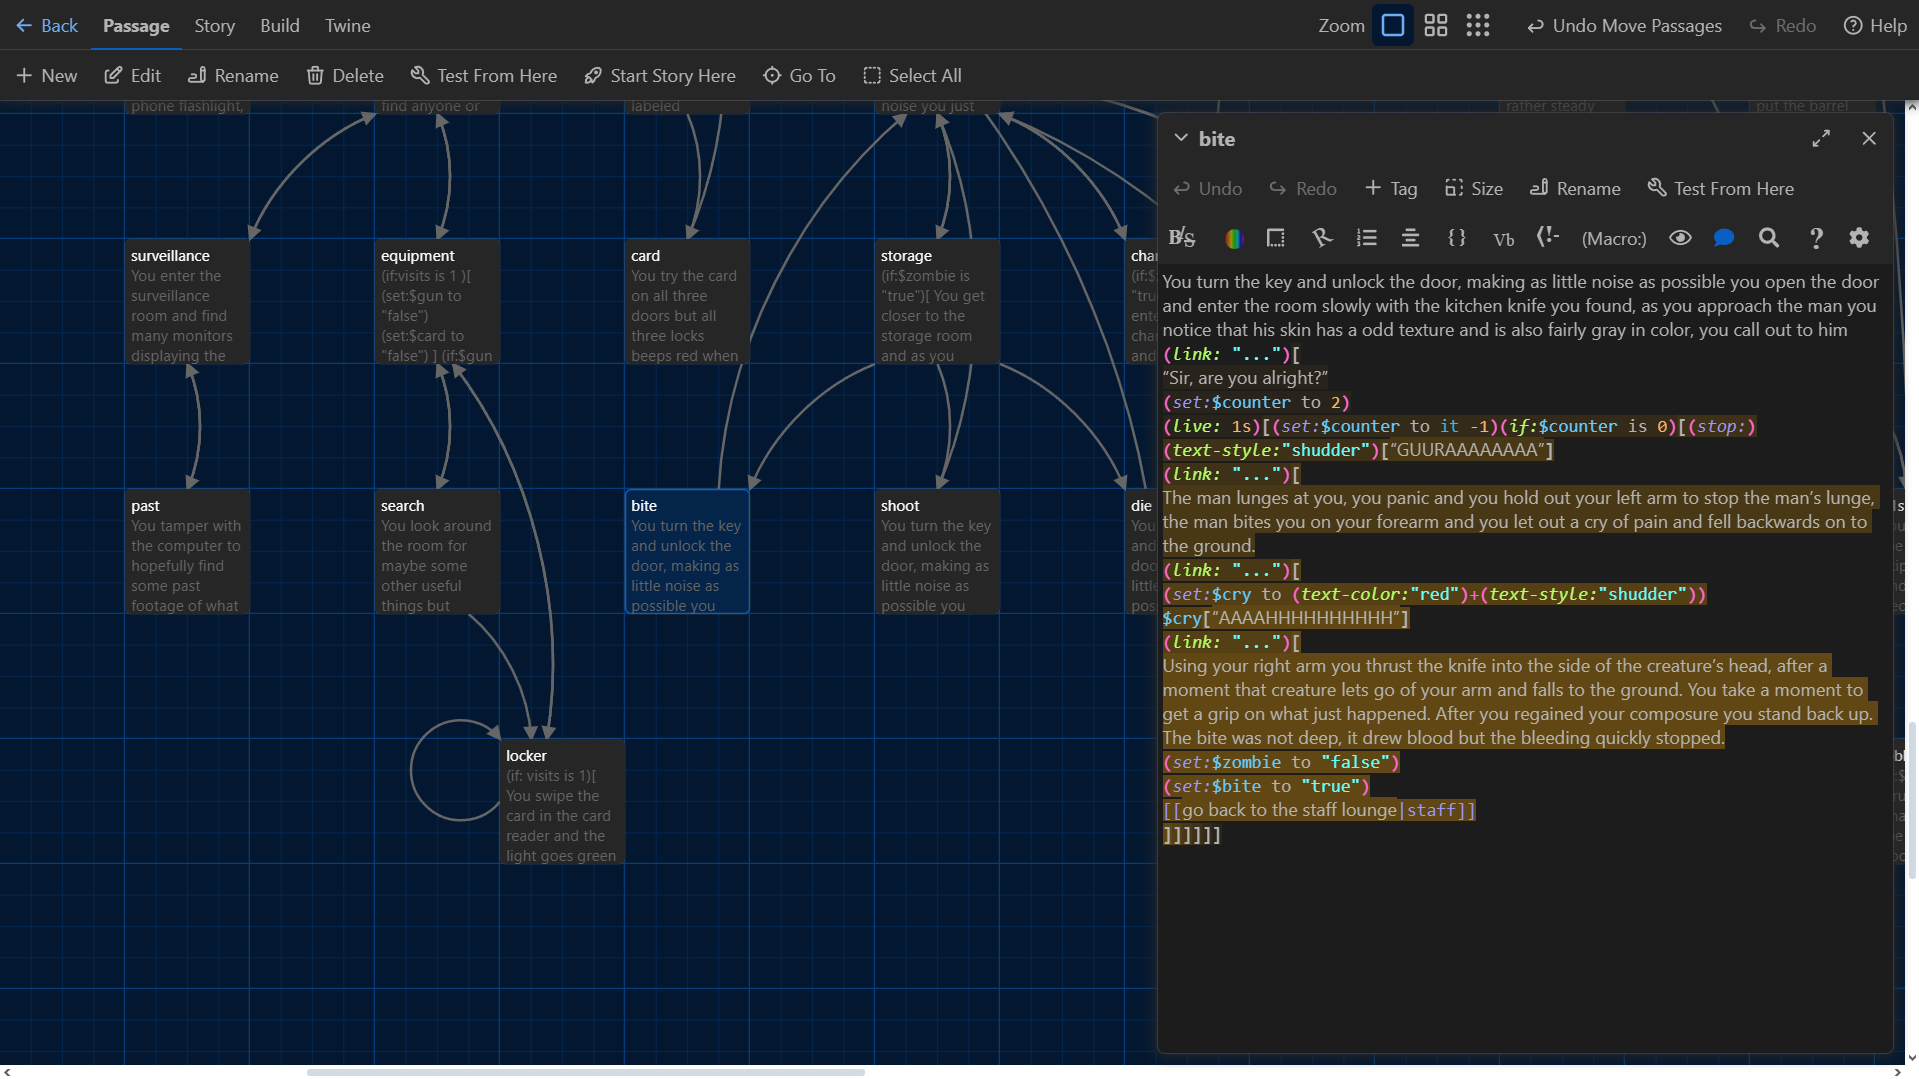 Back Passage Story Build Twine Zoom Undo Move Passages Redo Help
New Edit Rename Delete Test From Here Start Story Here Go To Select All
phone flashlight,
find anyone or
labeled
noise you just
rather steady
put the barrel
surveillance
You enter the
surveillance
room and find
many monitors
displaying the
equipment
(if:visits is 1 )[
(set:$gun to
"false")
(set:$card to
"false") ] (if:$gun
card
You try the card
on all three
doors but all
three locks
beeps red when
storage
(if:$zombie is
"true")[ You get
closer to the
storage room
and as you
past
You tamper with
the computer to
hopefully find
some past
footage of what
search
You look around
the room for
maybe some
other useful
things but
bite
You turn the key
and unlock the
door, making as
little noise as
possible you
shoot
You turn the key
and unlock the
door, making as
little noise as
possible you
die
locker
(if: visits is 1)[
You swipe the
card in the card
reader and the
light goes green
bite
Undo Redo + Tag Size Rename Test From Here
(Macro:)
You turn the key and unlock the door, making as little noise as possible you open the door
and enter the room slowly with the kitchen knife you found, as you approach the man you
notice that his skin has a odd texture and is also fairly gray in color, you call out to him
(link: "...")[
“Sir, are you alright?”
(set:$counter to 2)
(live: 1s)[(set:$counter to it -1)(if:$counter is 0)[(stop:)
(text-style:"shudder")[“GUURAAAAAAAA”]
(link: "...")[
The man lunges at you, you panic and you hold out your left arm to stop the man’s lunge,
the man bites you on your forearm and you let out a cry of pain and fell backwards on to
the ground.
(link: "...")[
(set:$cry to (text-color:"red")+(text-style:"shudder"))
$cry[“AAAAHHHHHHHHHHH”]
(link: "...")[
Using your right arm you thrust the knife into the side of the creature’s head, after a
moment that creature lets go of your arm and falls to the ground. You take a moment to
get a grip on what just happened. After you regained your composure you stand back up.
The bite was not deep, it drew blood but the bleeding quickly stopped.
(set:$zombie to "false")
(set:$bite to "true")
[[go back to the staff lounge|staff]]
]]]]]]